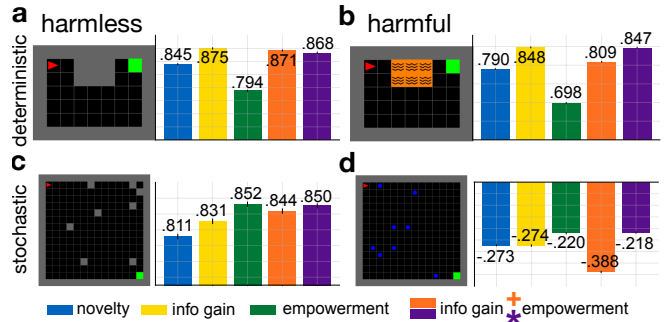 a harmless
b harmful
deterministic
.845 .875 .794 .871 .868
.790 .848 .698 .809 .847
c
d
stochastic
.811 .831 .852 .844 .850
-.273 -.274 -.220 -.388 -.218
novelty info gain empowerment info gain + * empowerment